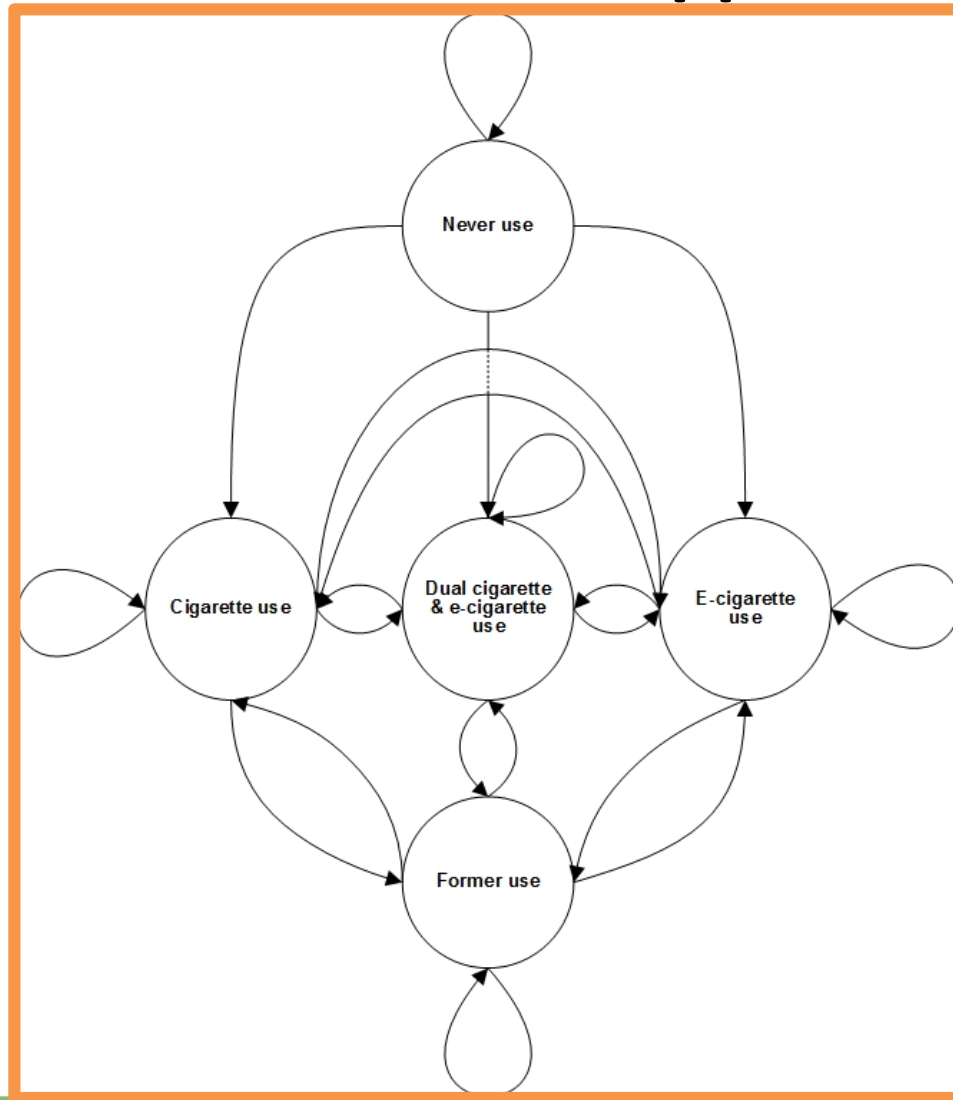 Never use
Cigarette use
Dual cigarette
& e-cigarette
use
E-cigarette
use
Former use